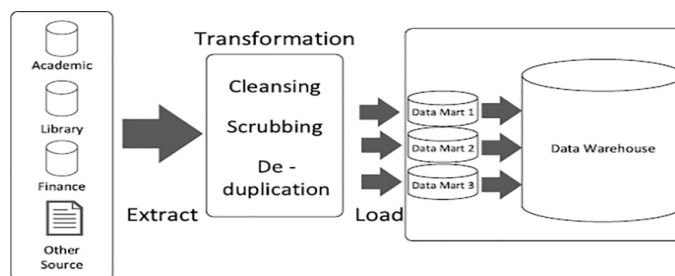 Academic
Library
Finance
Other
Source
Extract
Transformation
Cleansing
Scrubbing
De -
duplication
Load
Data Mart 1
Data Mart 2
Data Mart 3
Data Warehouse